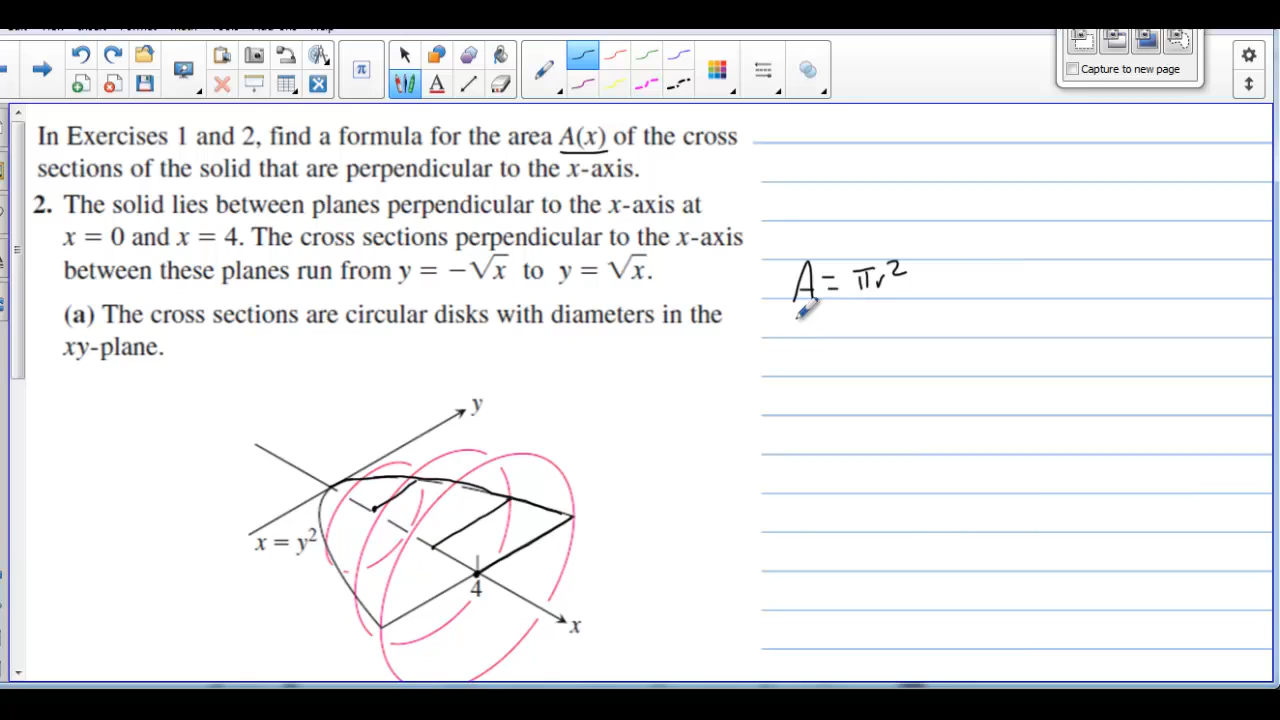 Capture to new page
In Exercises 1 and 2, find a formula for the area A(x) of the cross
sections of the solid that are perpendicular to the x-axis.
2. The solid lies between planes perpendicular to the x-axis at
x = 0 and x = 4. The cross sections perpendicular to the x-axis
between these planes run from y = −√x to y = √x.
(a) The cross sections are circular disks with diameters in the
xy-plane.
A = πr²
y
x = y²
4
x